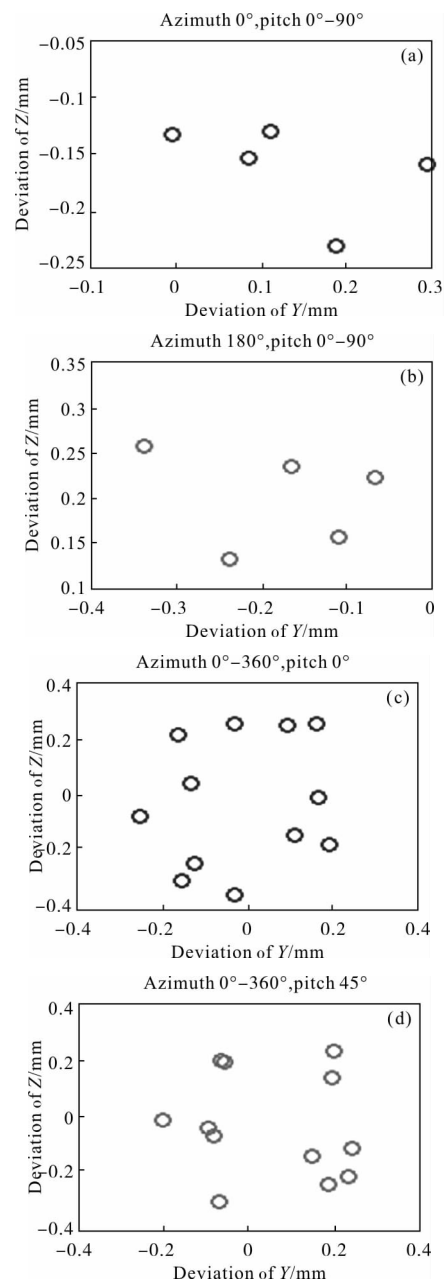 Azimuth 0°,pitch 0°−90°
(a)
Deviation of Z/mm
−0.05
−0.1
−0.15
−0.2
−0.25
−0.1 0 0.1 0.2 0.3
Deviation of Y/mm
Azimuth 180°,pitch 0°−90°
(b)
Deviation of Z/mm
0.35
0.3
0.25
0.2
0.15
0.1
−0.4 −0.3 −0.2 −0.1 0
Deviation of Y/mm
Azimuth 0°−360°,pitch 0°
(c)
Deviation of Z/mm
0.4
0.2
0
−0.2
−0.4
−0.4 −0.2 0 0.2 0.4
Deviation of Y/mm
Azimuth 0°−360°,pitch 45°
(d)
Deviation of Z/mm
0.4
0.2
0
−0.2
−0.4
−0.4 −0.2 0 0.2 0.4
Deviation of Y/mm